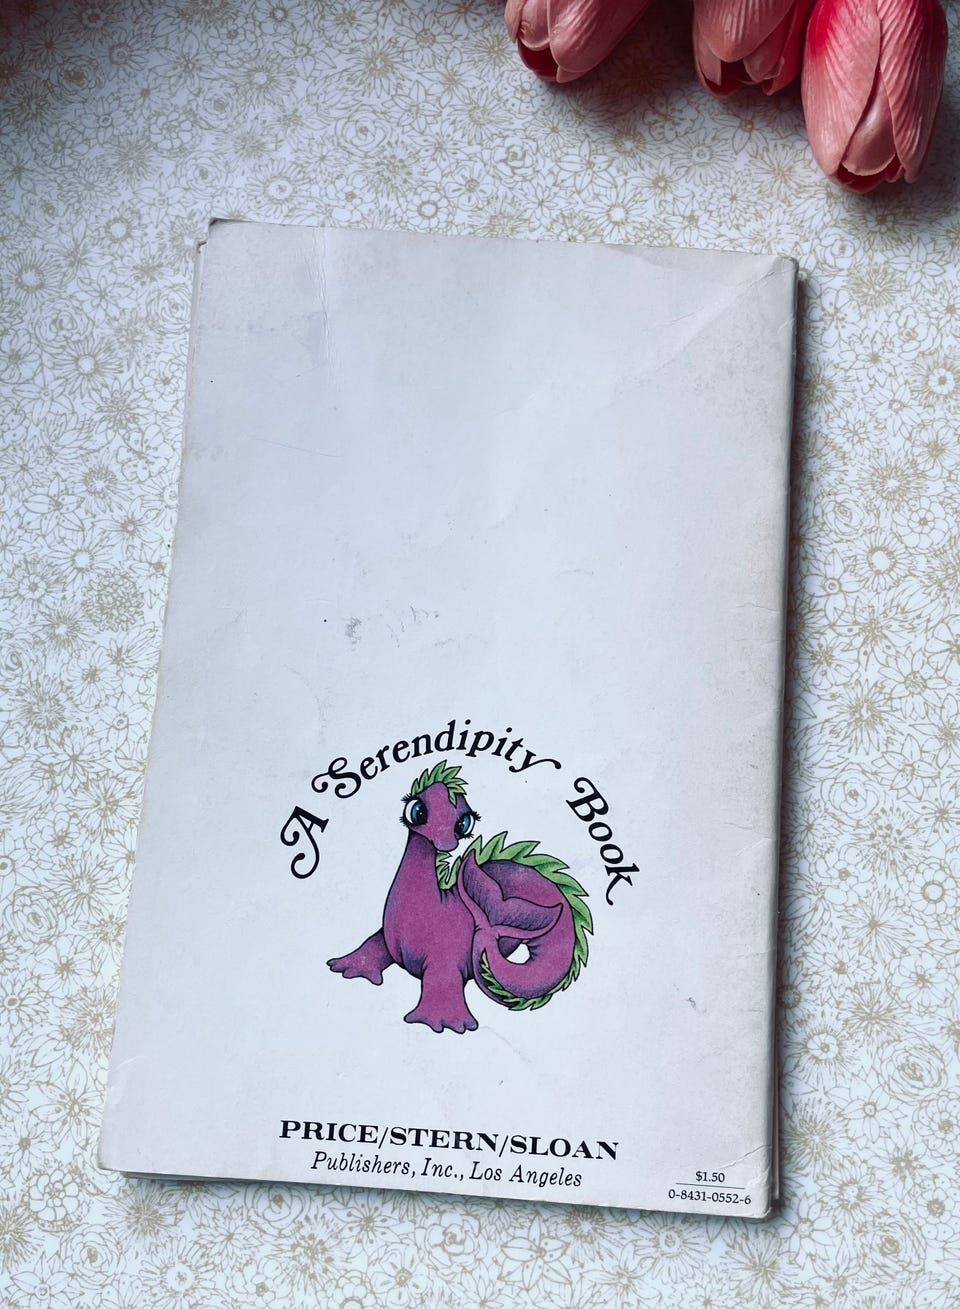 A Serendipity Book
PRICE/STERN/SLOAN
Publishers, Inc., Los Angeles
$1.50
0-8431-0552-6